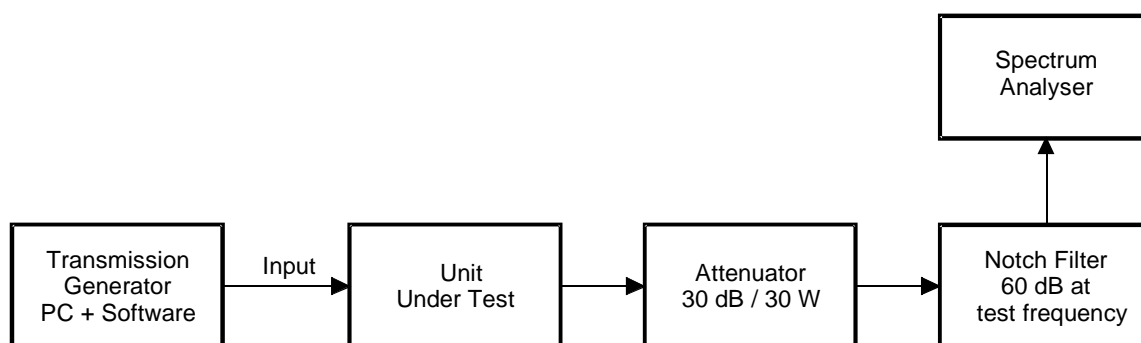 Spectrum
Analyser
Transmission
Generator
PC + Software
Input
Unit
Under Test
Attenuator
30 dB / 30 W
Notch Filter
60 dB at
test frequency